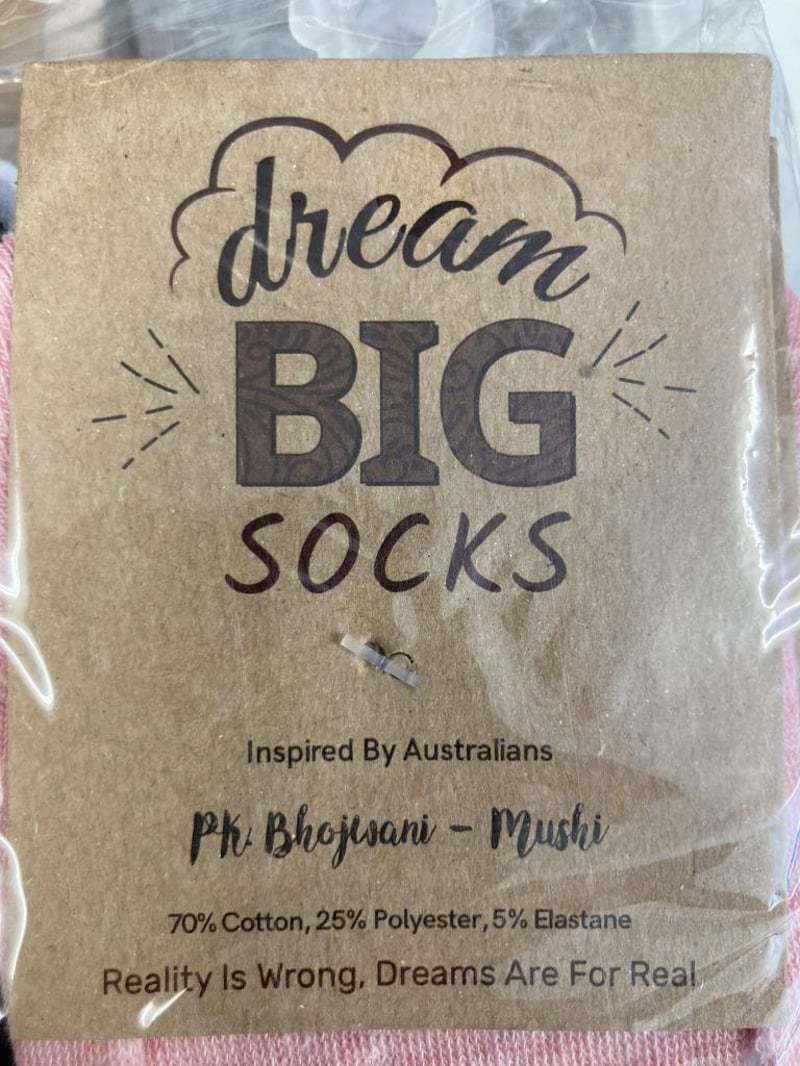 dream
BIG
SOCKS
Inspired By Australians
PK Bhojwani - Mushi
70% Cotton, 25% Polyester, 5% Elastane
Reality Is Wrong, Dreams Are For Real